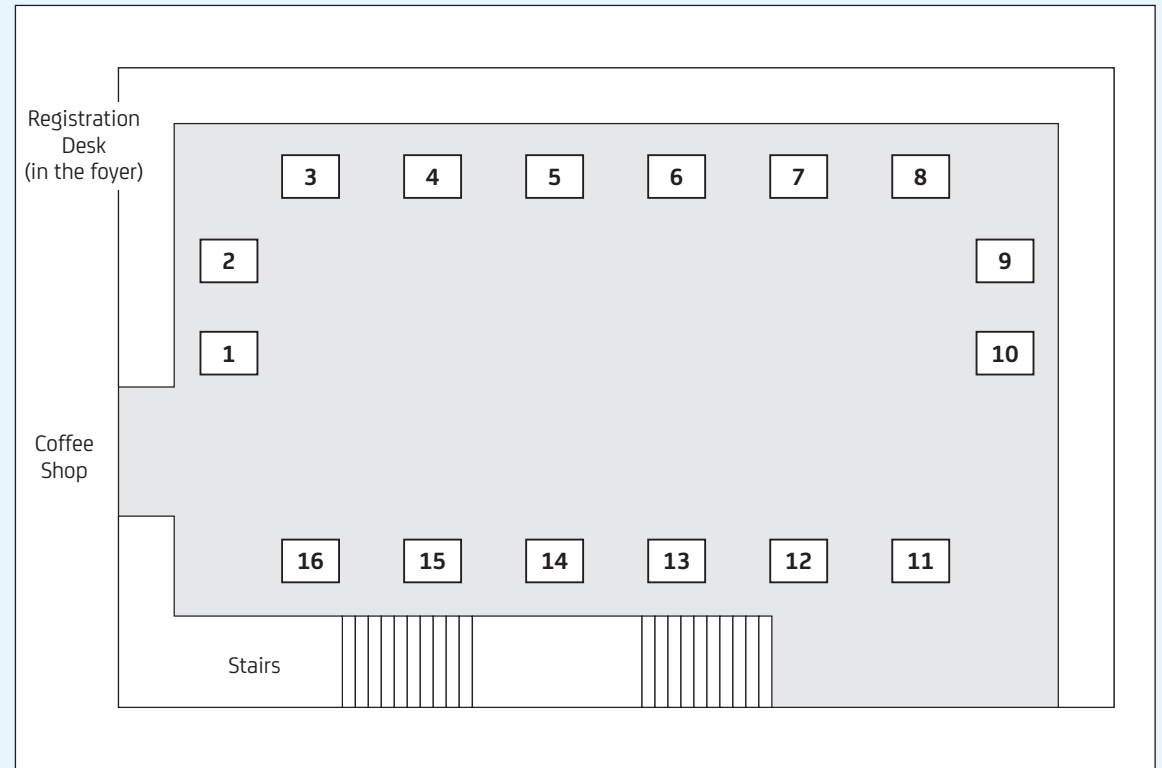 Registration
Desk
(in the foyer)
3 4 5 6 7 8
2 9
1 10
Coffee
Shop
16 15 14 13 12 11
Stairs